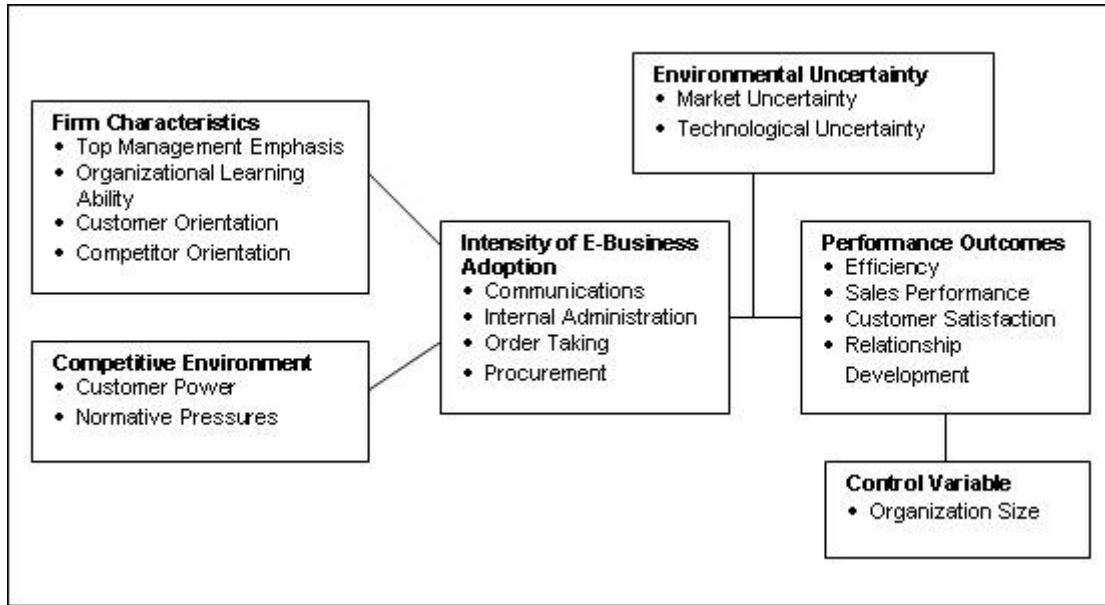 Environmental Uncertainty
• Market Uncertainty
• Technological Uncertainty
Firm Characteristics
• Top Management Emphasis
• Organizational Learning
Ability
• Customer Orientation
• Competitor Orientation
Intensity of E-Business
Adoption
• Communications
• Internal Administration
• Order Taking
• Procurement
Performance Outcomes
• Efficiency
• Sales Performance
• Customer Satisfaction
• Relationship
Development
Competitive Environment
• Customer Power
• Normative Pressures
Control Variable
• Organization Size